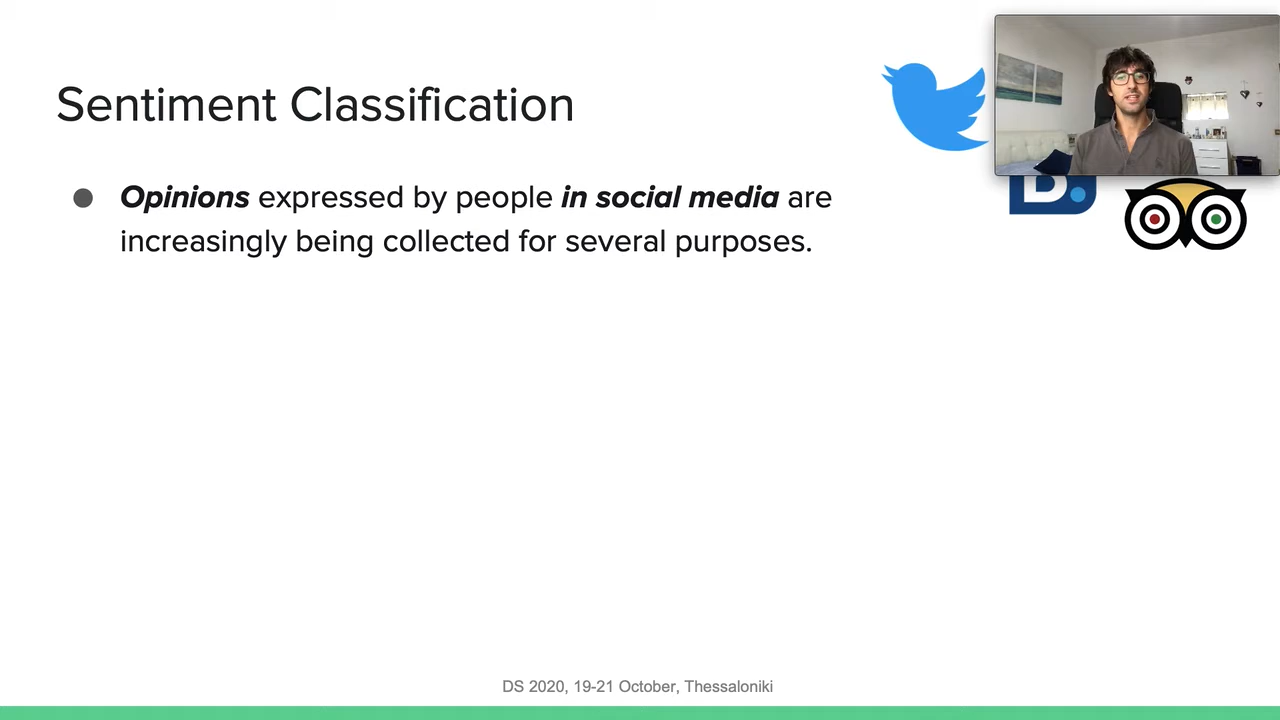 Sentiment Classification
● Opinions expressed by people in social media are
increasingly being collected for several purposes.
B.
DS 2020, 19-21 October, Thessaloniki